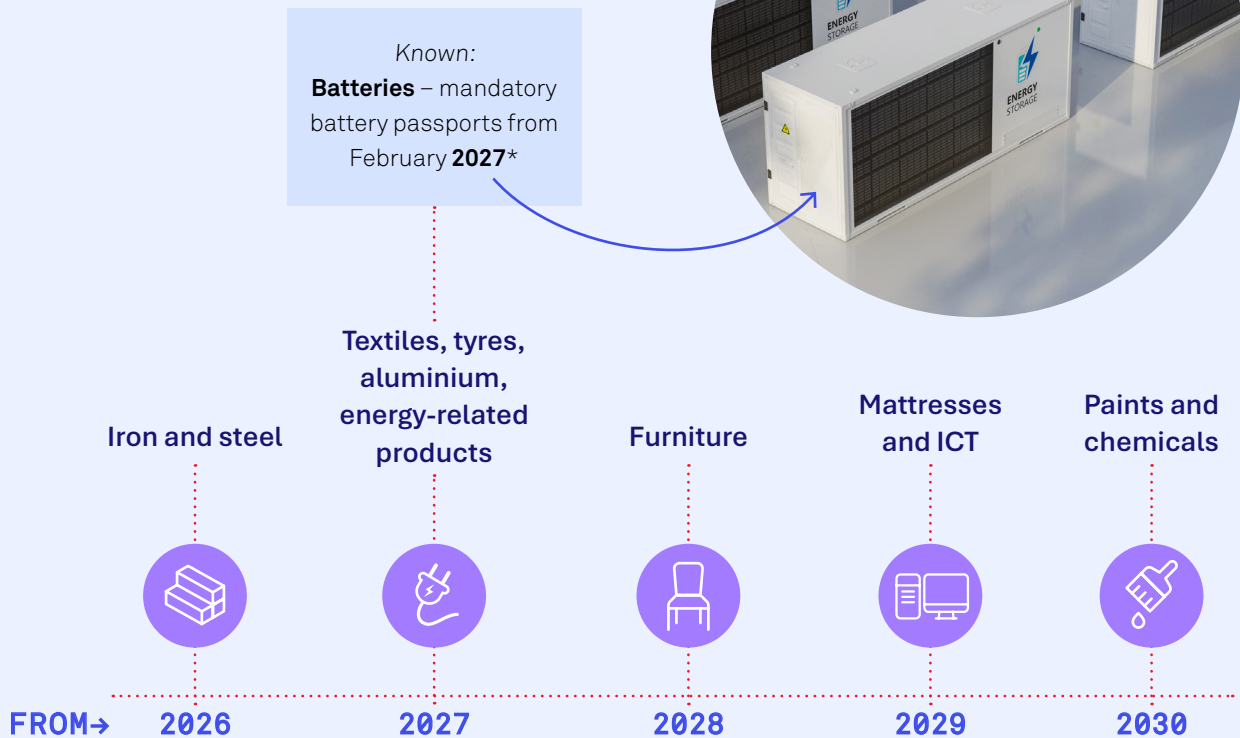 Known:
Batteries – mandatory
battery passports from
February 2027*
ENERGY
STORAGE
ENERGY
STORAGE
Textiles, tyres,
aluminium,
energy-related
products
Iron and steel
Furniture
Mattresses
and ICT
Paints and
chemicals
FROM→ 2026 2027 2028 2029 2030